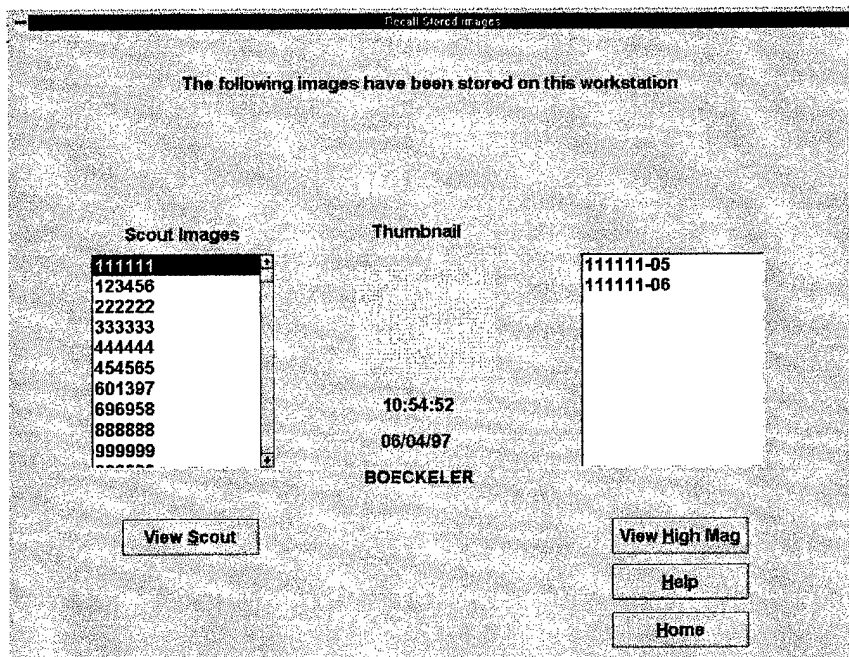 Recall Stored Images
The following images have been stored on this workstation
Scout Images
Thumbnail
111111
123456
222222
333333
444444
454565
601397
696958
888888
999999
111111-05
111111-06
10:54:52
06/04/97
BOECKELER
View Scout
View High Mag
Help
Home